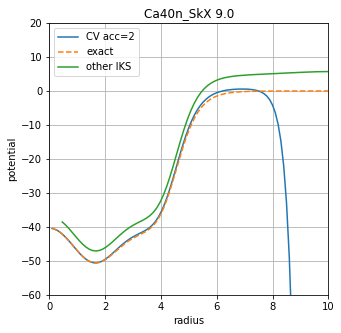 Ca40n_SkX 9.0
CV acc=2
exact
other IKS
potential
20
10
0
−10
−20
−30
−40
−50
−60
0 2 4 6 8 10
radius